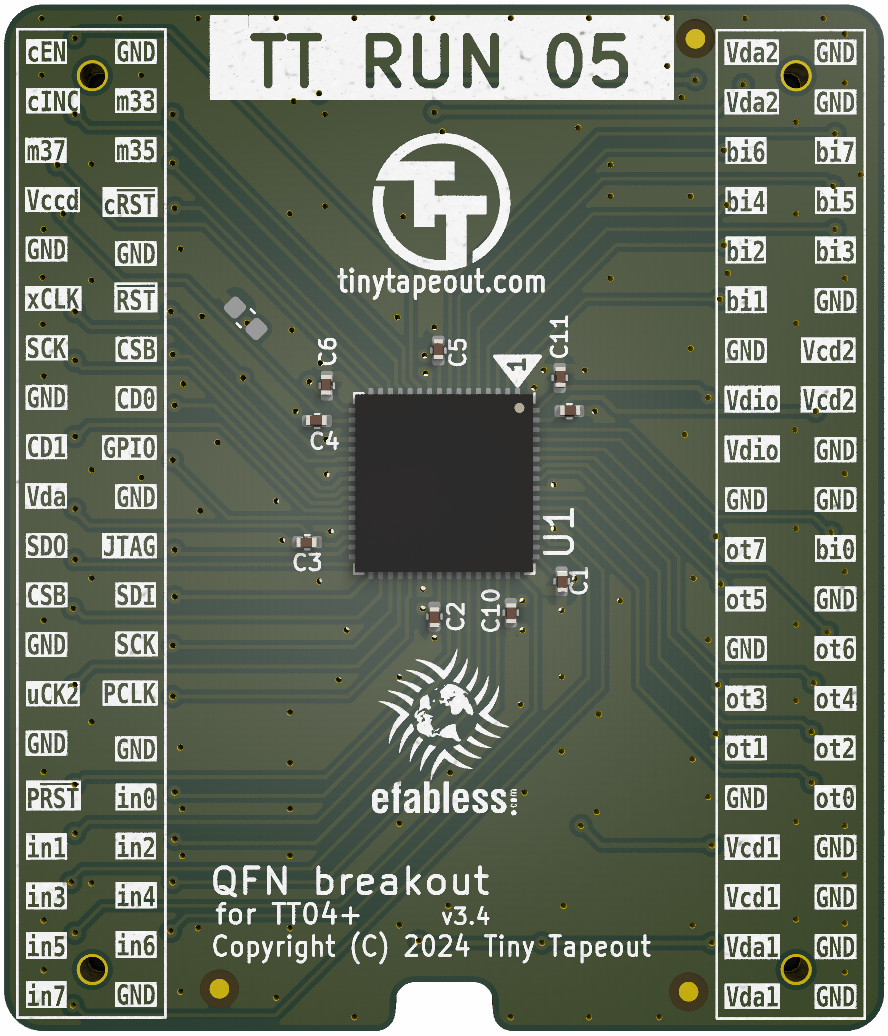 TT RUN 05
cEN GND
cINC m33
m37 m35
Vccd cRST
GND GND
xCLK RST
SCK CSB
GND CD0
CD1 GPIO
Vda GND
SDO JTAG
CSB SDI
GND SCK
uCK2 PCLK
GND GND
PRST in0
in1 in2
in3 in4
in5 in6
in7 GND
TT
tinytapeout.com
C6
C5
C11
1
C4
U1
C3
C1
C2
C10
efabless.com
QFN breakout
for TT04+ v3.4
Copyright (C) 2024 Tiny Tapeout
Vda2 GND
Vda2 GND
bi6 bi7
bi4 bi5
bi2 bi3
bi1 GND
GND Vcd2
Vdio Vcd2
Vdio GND
GND GND
ot7 bi0
ot5 GND
GND ot6
ot3 ot4
ot1 ot2
GND ot0
Vcd1 GND
Vcd1 GND
Vda1 GND
Vda1 GND